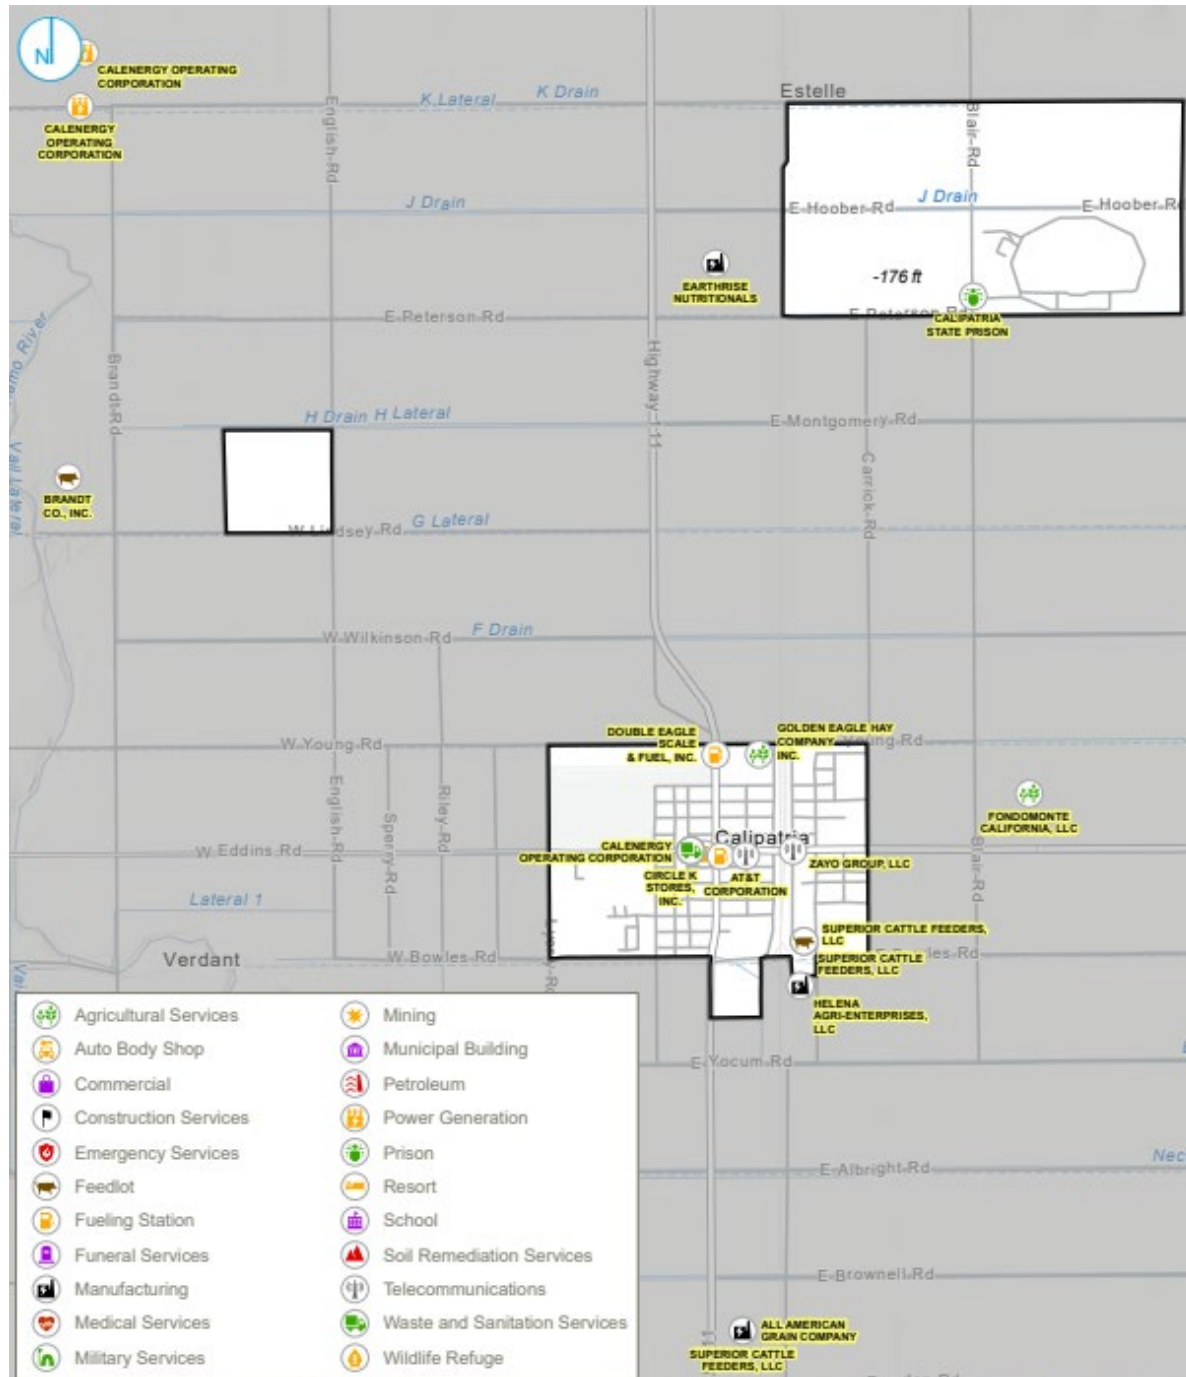 N
CALENERGY OPERATING
CORPORATION
CALENERGY
OPERATING
CORPORATION
K Lateral
K Drain
Estelle
English-Rd
Blair-Rd
J Drain
E-Hoober-Rd
J Drain
E-Hoober-Rd
-176 ft
EARTHRISE
NUTRITIONALS
CALIPATRIA
STATE PRISON
E-Peterson-Rd
E-Peterson-Rd
Brandt-Rd
Highway-111
H Drain H Lateral
E-Montgomery-Rd
Vail Lateral
BRANDT
CO., INC.
Carrick-Rd
W-Lindsey-Rd
G Lateral
W-Wilkinson-Rd
F Drain
W-Young-Rd
DOUBLE EAGLE
SCALE
& FUEL, INC.
GOLDEN EAGLE HAY
COMPANY
INC.
English-Rd
Sperry-Rd
Riley-Rd
FONDOMONTE
CALIFORNIA, LLC
Calipatria
W-Eddins-Rd
CALENERGY
OPERATING CORPORATION
CIRCLE K
STORES,
INC.
AT&T
CORPORATION
ZAYO GROUP, LLC
Blair-Rd
Lateral 1
Verdant
W-Bowles-Rd
SUPERIOR CATTLE FEEDERS,
LLC
SUPERIOR CATTLE
FEEDERS, LLC
HELENA
AGRI-ENTERPRISES,
LLC
E-Yocum-Rd
E-Albright-Rd
E-Brownell-Rd
ALL AMERICAN
GRAIN COMPANY
SUPERIOR CATTLE
FEEDERS, LLC
Agricultural Services
Auto Body Shop
Commercial
Construction Services
Emergency Services
Feedlot
Fueling Station
Funeral Services
Manufacturing
Medical Services
Military Services
Mining
Municipal Building
Petroleum
Power Generation
Prison
Resort
School
Soil Remediation Services
Telecommunications
Waste and Sanitation Services
Wildlife Refuge